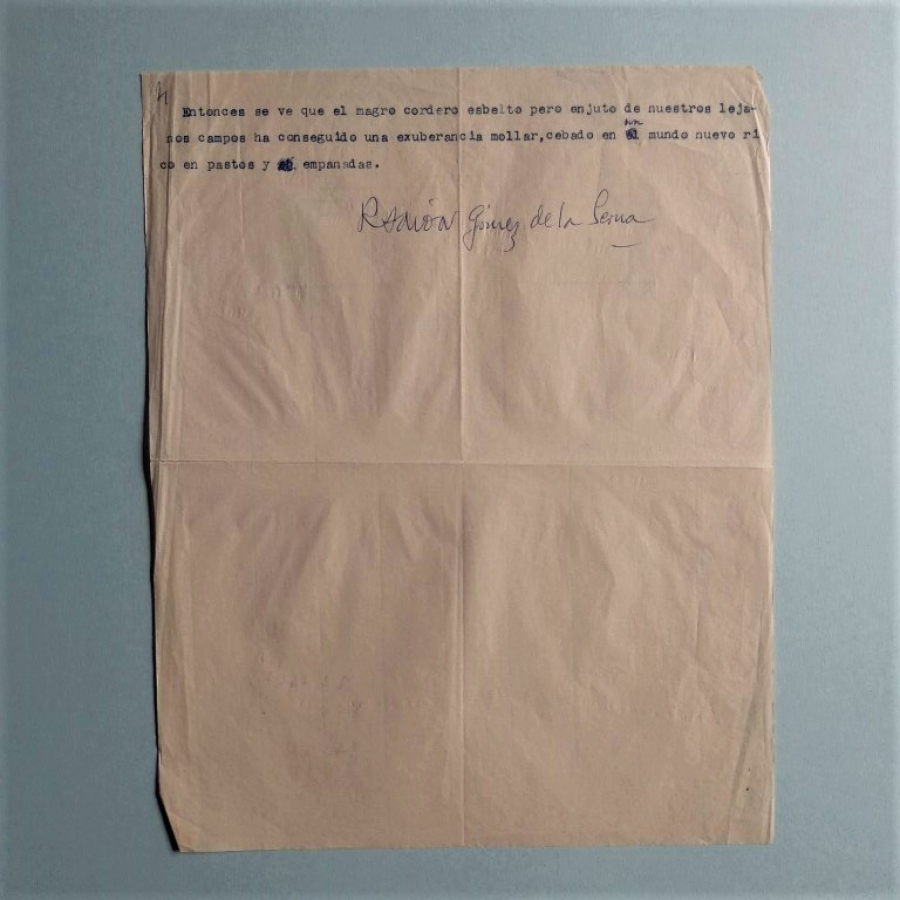 4
Entonces se ve que el magro cordero esbelto pero enjuto de nuestros leja-
nos campos ha conseguido una exuberancia mollar,cebado en un mundo nuevo ri
co en pastos y empanadas.
Ramón Gómez de la Serna